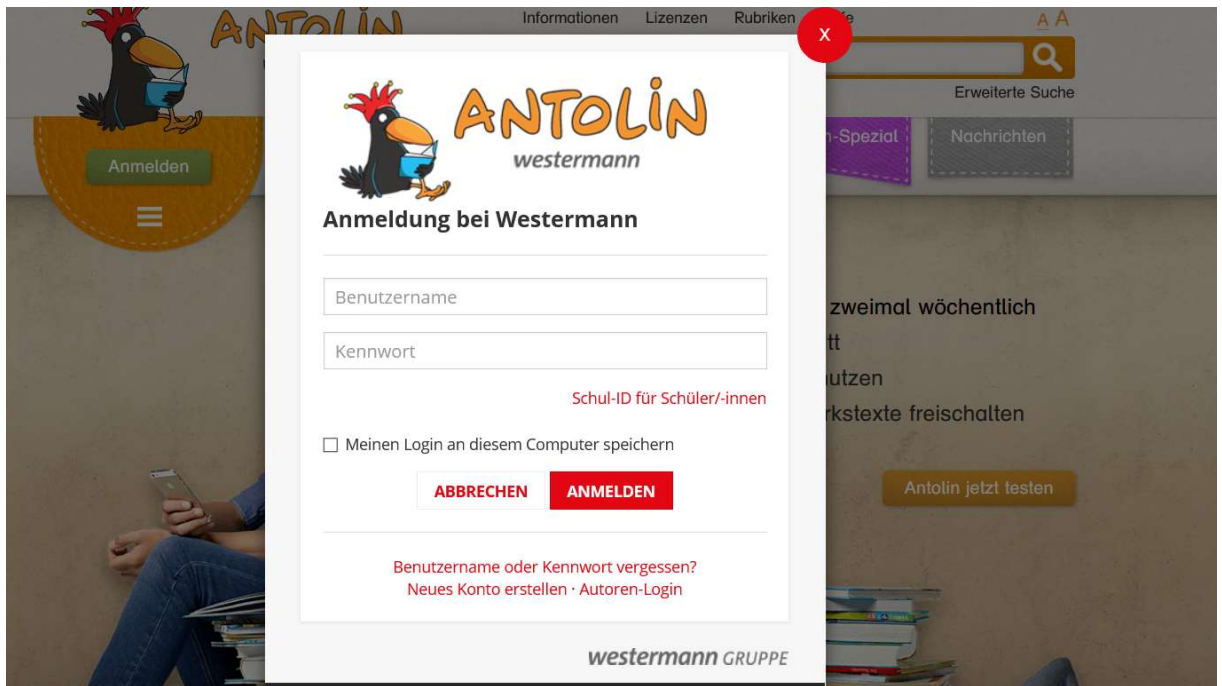 Informationen Lizenzen Rubriken
A A
ANTOLIN
X
Erweiterte Suche
Anmelden
Nachrichten
ANTOLIN
westermann
Anmeldung bei Westermann
Benutzername
Kennwort
Schul-ID für Schüler/-innen
Meinen Login an diesem Computer speichern
ABBRECHEN ANMELDEN
Benutzername oder Kennwort vergessen?
Neues Konto erstellen · Autoren-Login
westermann GRUPPE
-Spezial
zweimal wöchentlich
tt
utzen
rkstexte freischalten
Antolin jetzt testen